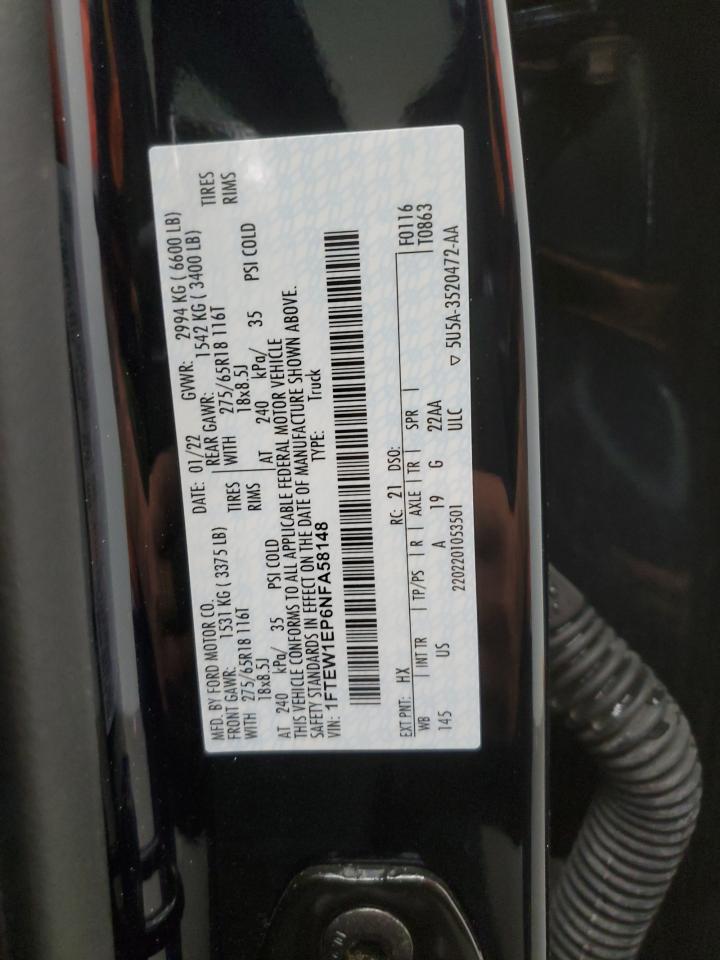 MFD. BY FORD MOTOR CO. DATE: 01/22 GVWR: 2994 KG ( 6600 LB)
FRONT GAWR: 1531 KG ( 3375 LB) REAR GAWR: 1542 KG ( 3400 LB)
WITH 275/65R18 116T TIRES WITH 275/65R18 116T TIRES
18x8.5J RIMS 18x8.5J RIMS
AT 240 kPa/ 35 PSI COLD AT 240 kPa/ 35 PSI COLD
THIS VEHICLE CONFORMS TO ALL APPLICABLE FEDERAL MOTOR VEHICLE
SAFETY STANDARDS IN EFFECT ON THE DATE OF MANUFACTURE SHOWN ABOVE.
VIN: 1FTEW1EP6NFA58148 TYPE: Truck
EXT PNT: HX RC: 21 DSO: F0116
WB INT TR TP/PS R AXLE TR SPR T0863
145 US A 19 G 22AA
2202201053501 ULC ▽ 5U5A-3520472-AA